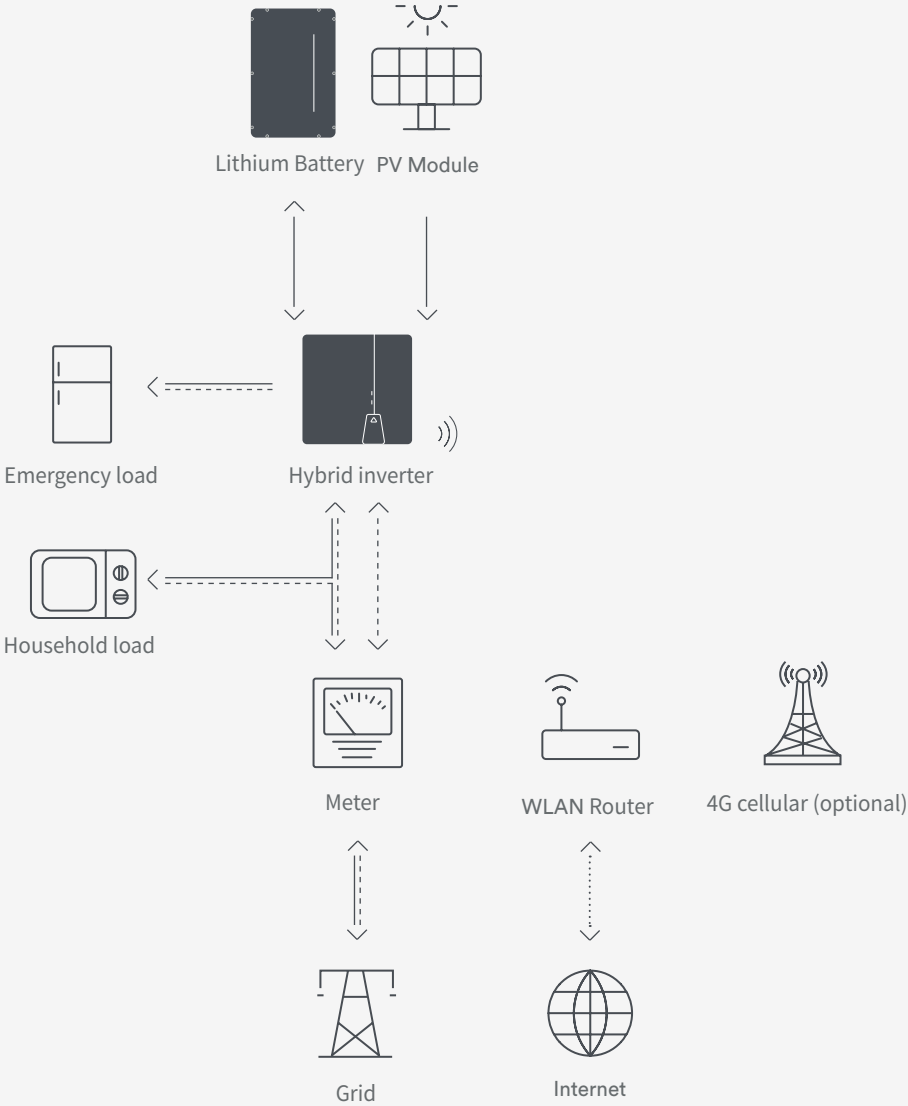 Lithium Battery
PV Module
Emergency load
Hybrid inverter
Household load
Meter
WLAN Router
4G cellular (optional)
Grid
Internet